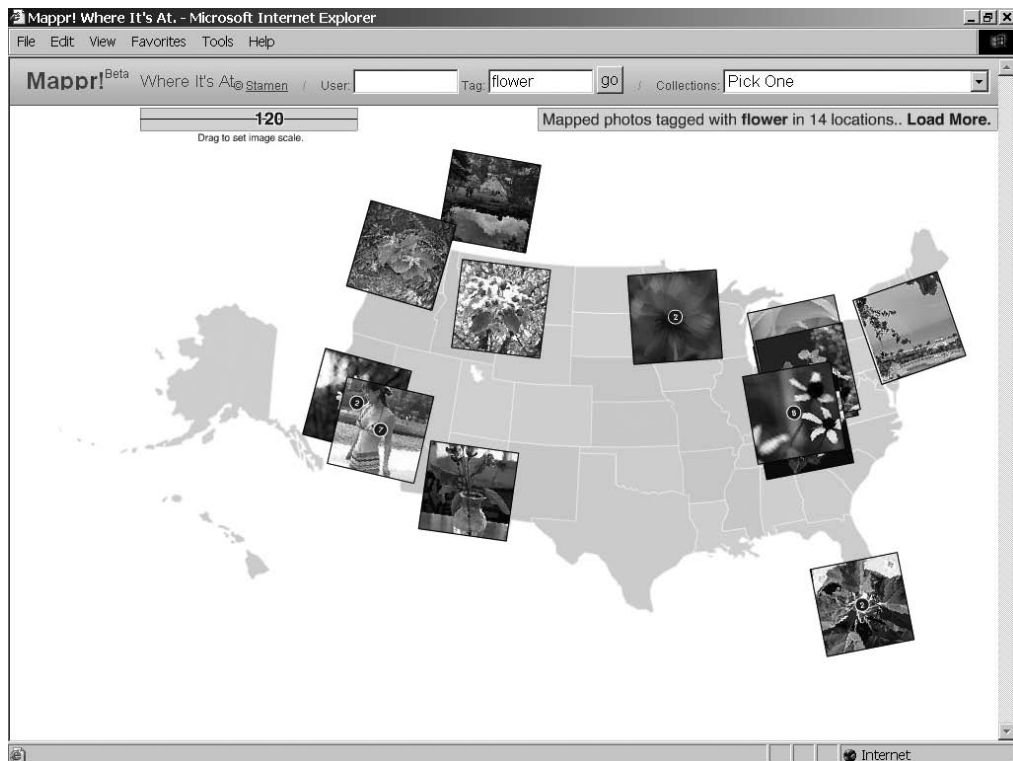 Mappr! Where It's At. - Microsoft Internet Explorer
File Edit View Favorites Tools Help
Mappr! Beta Where It's At. © Stamen / User: Tag: flower go / Collections: Pick One
120
Drag to set image scale.
Mapped photos tagged with flower in 14 locations.. Load More.
2
2
7
8
2
Internet